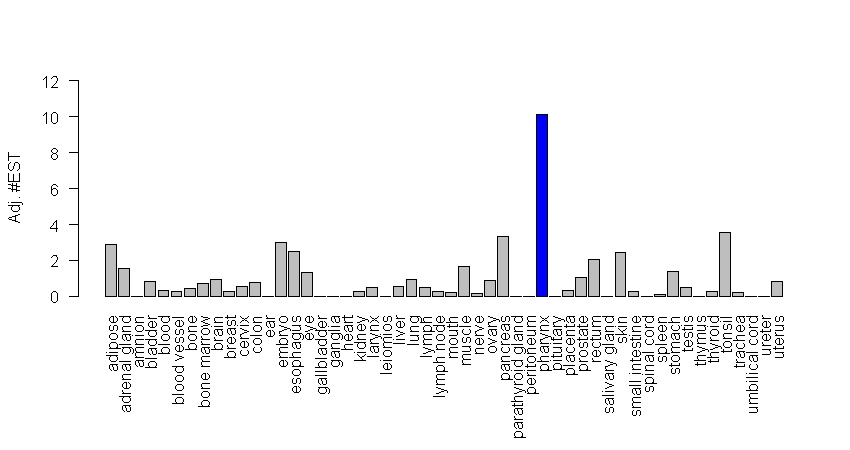 Adj. #EST
12
10
8
6
4
2
0
adipose
adrenal gland
amnion
bladder
blood
blood vessel
bone
bone marrow
brain
breast
cervix
colon
ear
embryo
esophagus
eye
gallbladder
ganglia
heart
kidney
larynx
leiomios
liver
lung
lymph
lymph node
mouth
muscle
nerve
ovary
pancreas
parathyroid gland
peritoneum
pharynx
pituitary
placenta
prostate
rectum
salivary gland
skin
small intestine
spinal cord
spleen
stomach
testis
thymus
thyroid
tonsil
trachea
umbilical cord
ureter
uterus